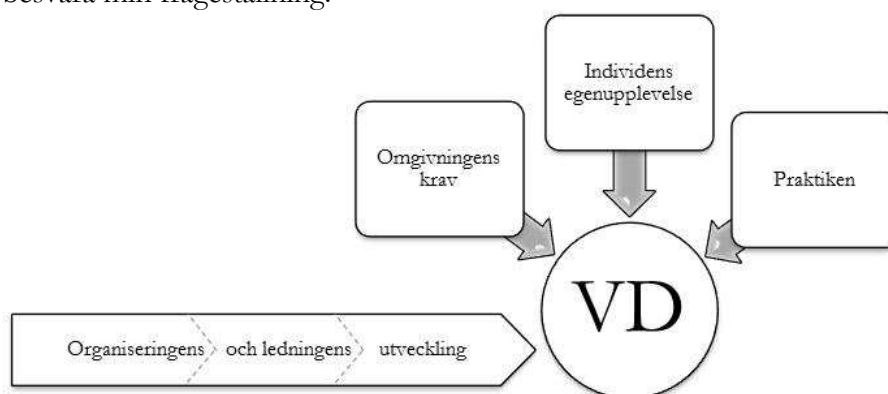 besvara min frågeställning.
Individens
egenupplevelse
Omgivningens
krav
Praktiken
VD
Organiseringens och ledningens utveckling